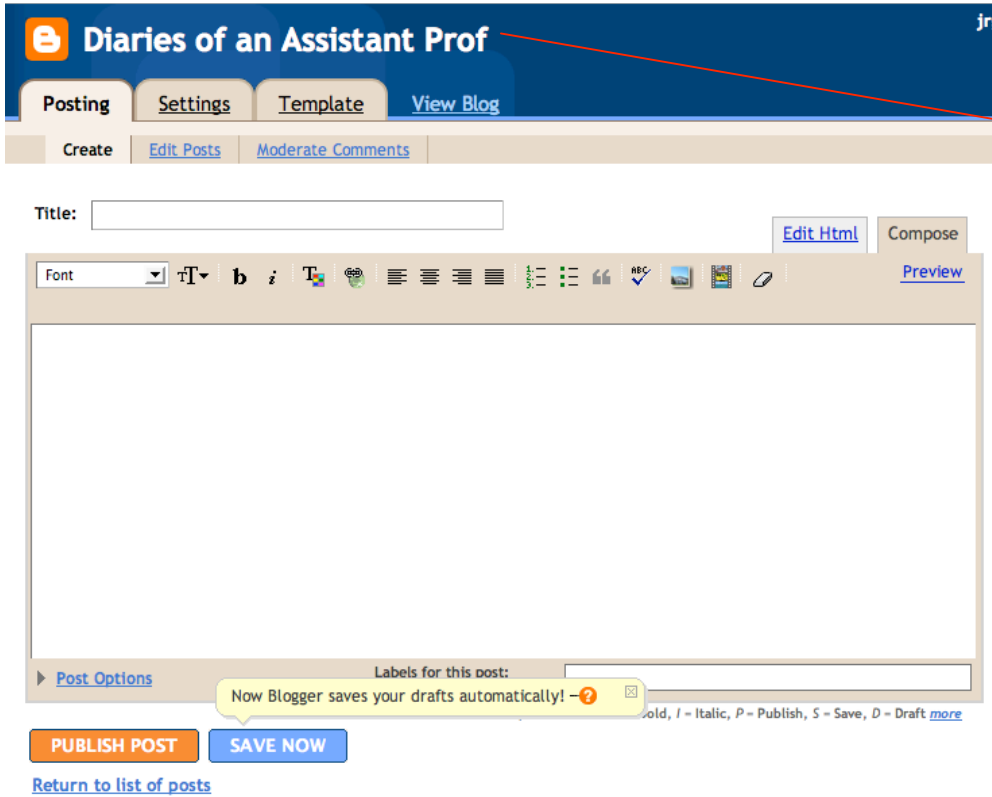 Diaries of an Assistant Prof
jr
Posting Settings Template View Blog
Create Edit Posts Moderate Comments
Title:
Edit Html Compose
Font
T b i T ABC Preview
Post Options Labels for this post:
Now Blogger saves your drafts automatically! – ?
old, I = Italic, P = Publish, S = Save, D = Draft more
PUBLISH POST SAVE NOW
Return to list of posts